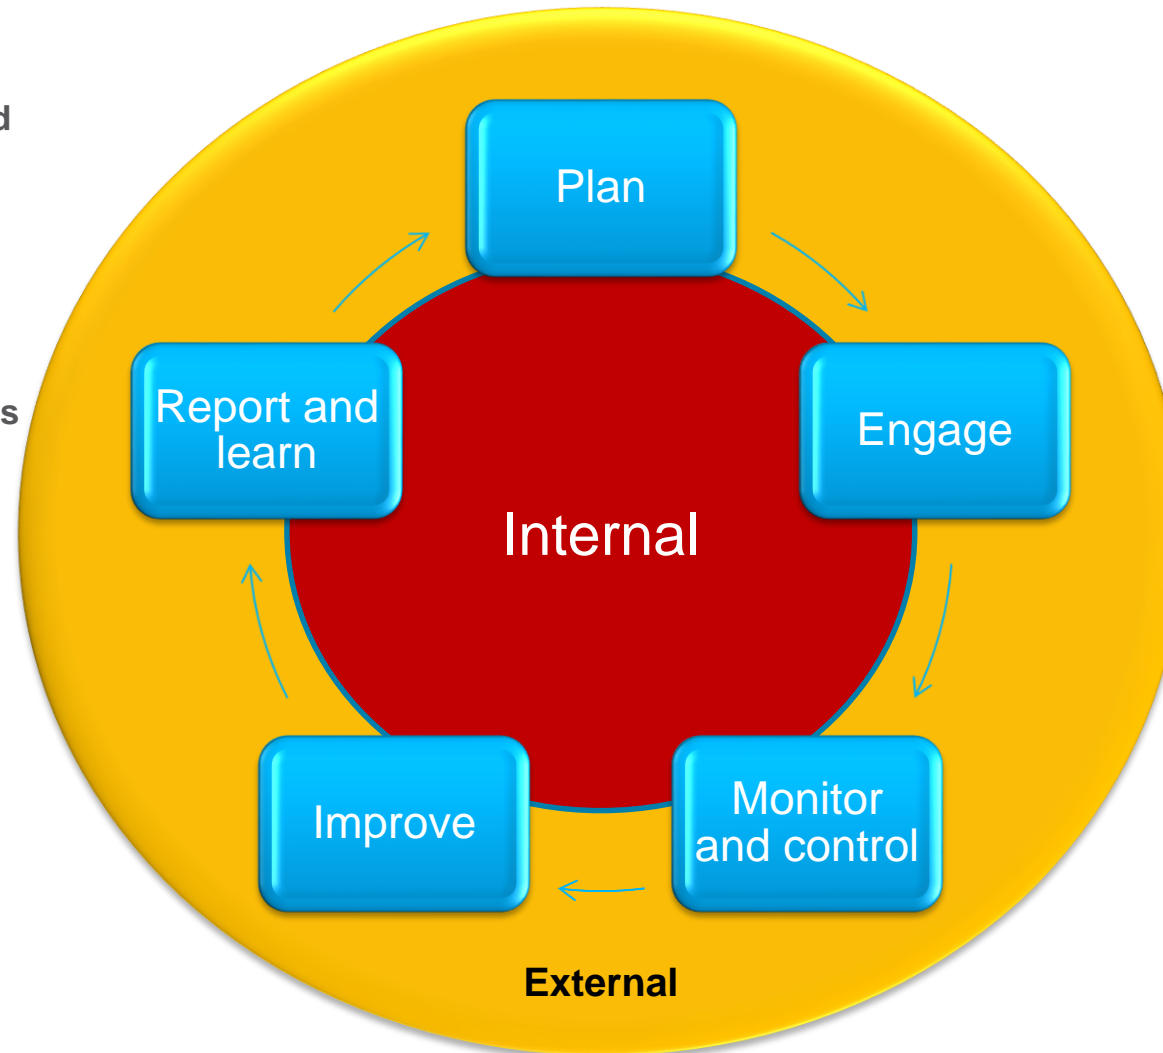 Plan
Report and
learn
Engage
Internal
Improve
Monitor
and control
External